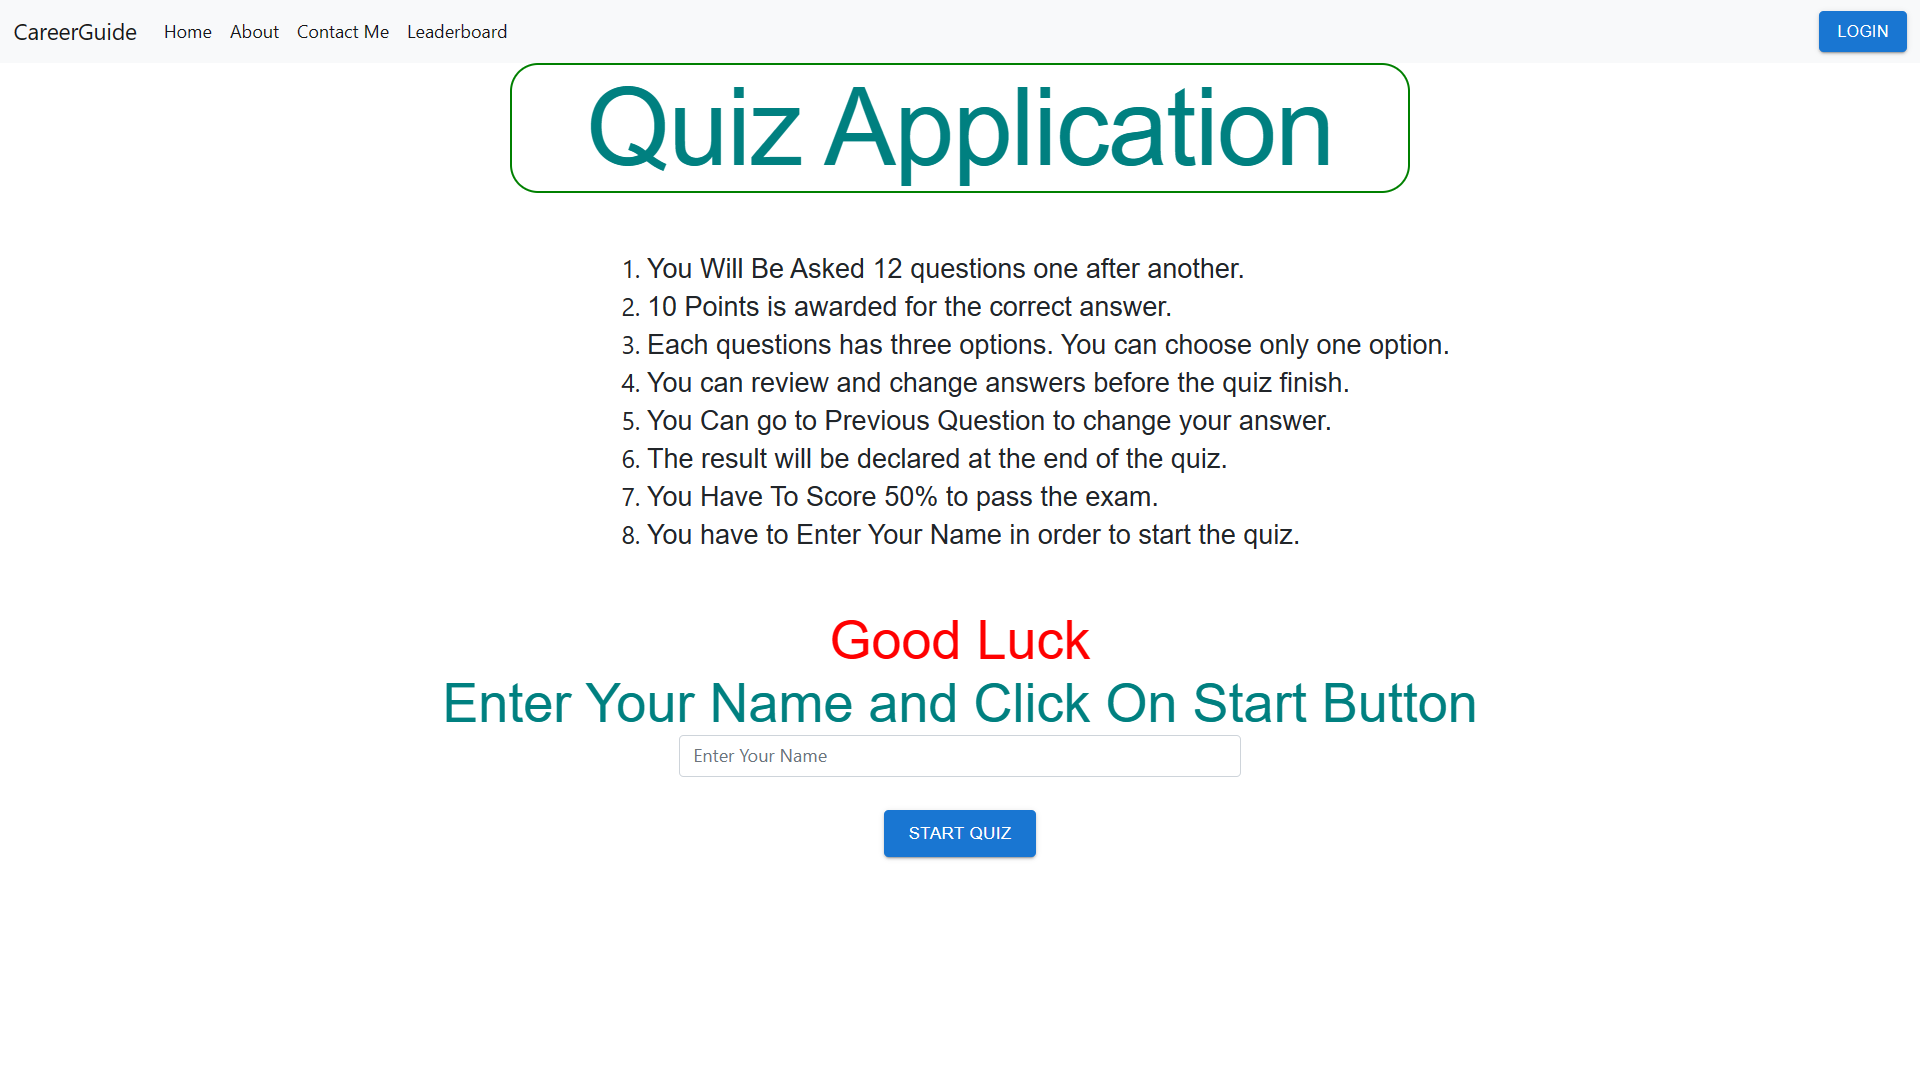 CareerGuide Home About Contact Me Leaderboard LOGIN
Quiz Application
1. You Will Be Asked 12 questions one after another.
2. 10 Points is awarded for the correct answer.
3. Each questions has three options. You can choose only one option.
4. You can review and change answers before the quiz finish.
5. You Can go to Previous Question to change your answer.
6. The result will be declared at the end of the quiz.
7. You Have To Score 50% to pass the exam.
8. You have to Enter Your Name in order to start the quiz.
Good Luck
Enter Your Name and Click On Start Button
Enter Your Name
START QUIZ